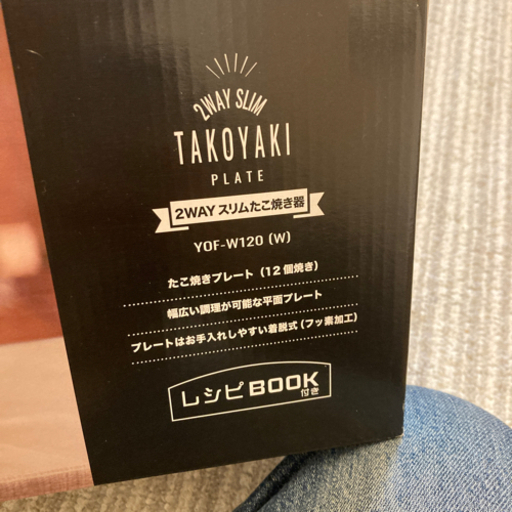 2WAY SLIM
TAKOYAKI
PLATE
2WAY スリムたこ焼き器
YOF-W120 (W)
たこ焼きプレート（12個焼き）
幅広い調理が可能な平面プレート
プレートはお手入れしやすい着脱式（フッ素加工）
レシピBOOK付き